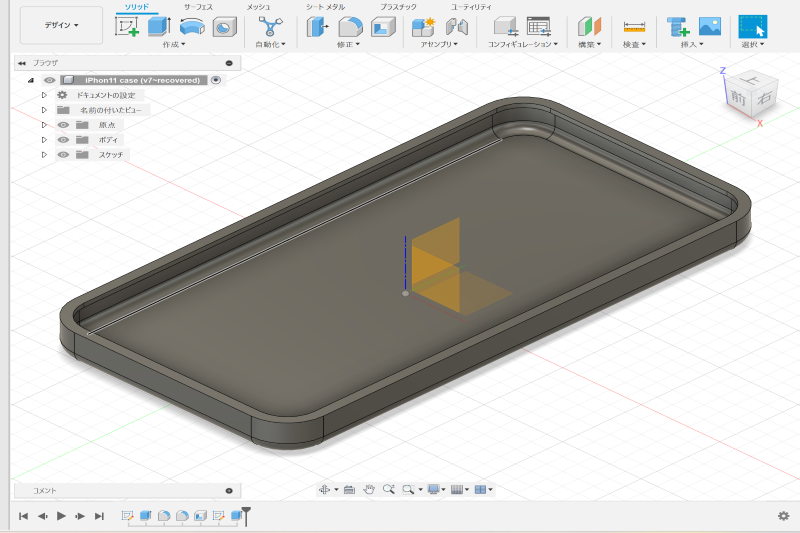 ソリッド サーフェス メッシュ シート メタル プラスチック ユーティリティ
デザイン
作成 自動化 修正 アセンブリ コンフィギュレーション 構築 検査 挿入 選択
ブラウザ
iPhon11 case (v7~recovered)
ドキュメントの設定
名前の付いたビュー
原点
ボディ
スケッチ
Z
上
前 右
X
コメント